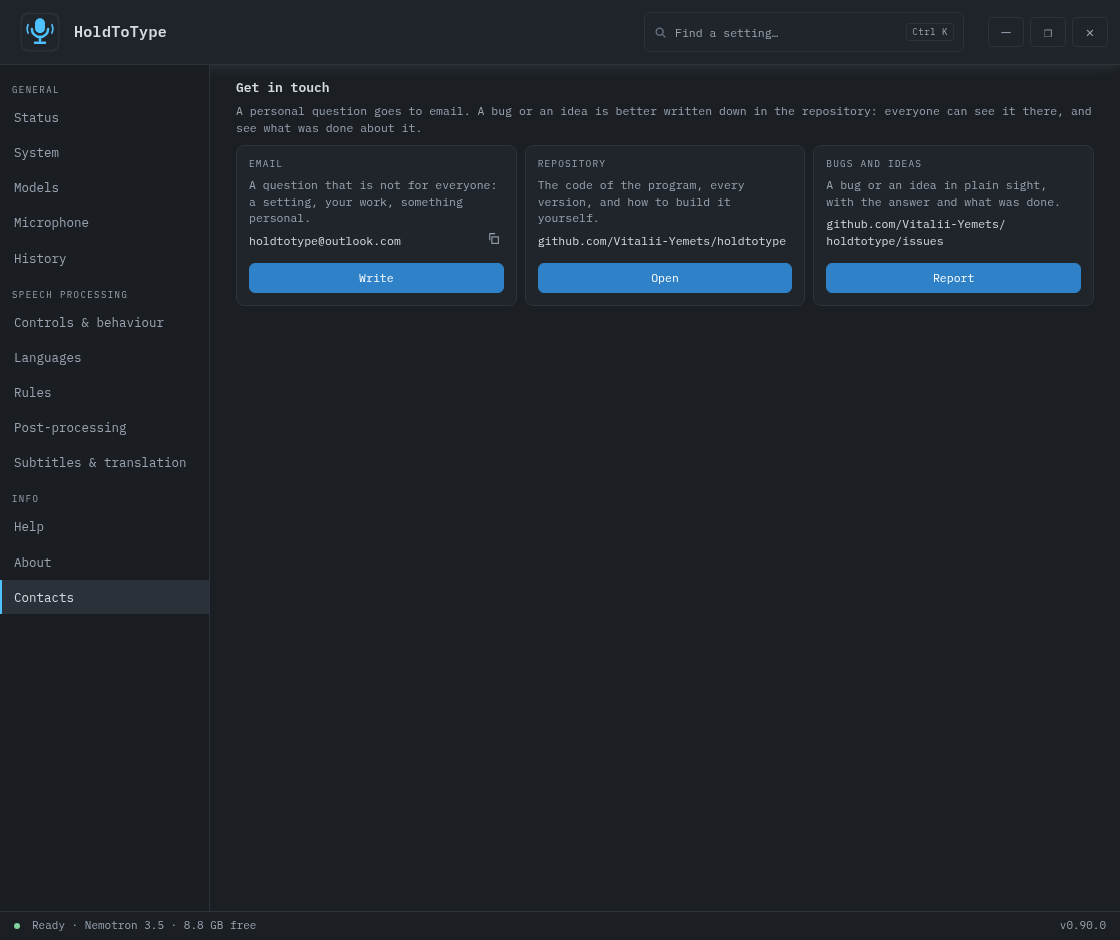 HoldToType
Find a setting…
Ctrl K
GENERAL
Status
System
Models
Microphone
History
SPEECH PROCESSING
Controls & behaviour
Languages
Rules
Post-processing
Subtitles & translation
INFO
Help
About
Contacts
Get in touch
A personal question goes to email. A bug or an idea is better written down in the repository: everyone can see it there, and
see what was done about it.
EMAIL
A question that is not for everyone:
a setting, your work, something
personal.
holdtotype@outlook.com
Write
REPOSITORY
The code of the program, every
version, and how to build it
yourself.
github.com/Vitalii-Yemets/holdtotype
Open
BUGS AND IDEAS
A bug or an idea in plain sight,
with the answer and what was done.
github.com/Vitalii-Yemets/
holdtotype/issues
Report
Ready · Nemotron 3.5 · 8.8 GB free
v0.90.0